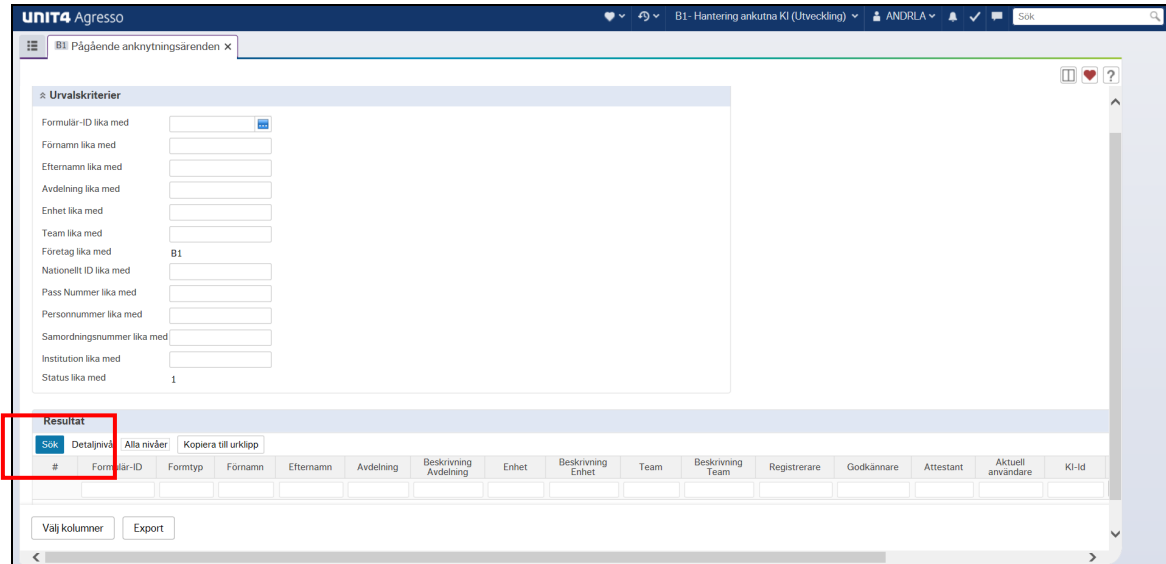 UNIT4 Agresso B1- Hantering ankutna KI (Utveckling) ANDRLA Sök
B1 Pågående anknytningsärenden x
?
Urvalskriterier
Formulär-ID lika med
Förnamn lika med
Efternamn lika med
Avdelning lika med
Enhet lika med
Team lika med
Företag lika med B1
Nationellt ID lika med
Pass Nummer lika med
Personnummer lika med
Samordningsnummer lika med
Institution lika med
Status lika med 1
Resultat
Sök Detaljnivå Alla nivåer Kopiera till urklipp
# Formulär-ID Formtyp Förnamn Efternamn Avdelning Beskrivning Avdelning Enhet Beskrivning Enhet Team Beskrivning Team Registrerare Godkännare Attestant Aktuell användare KI-Id
Välj kolumner Export